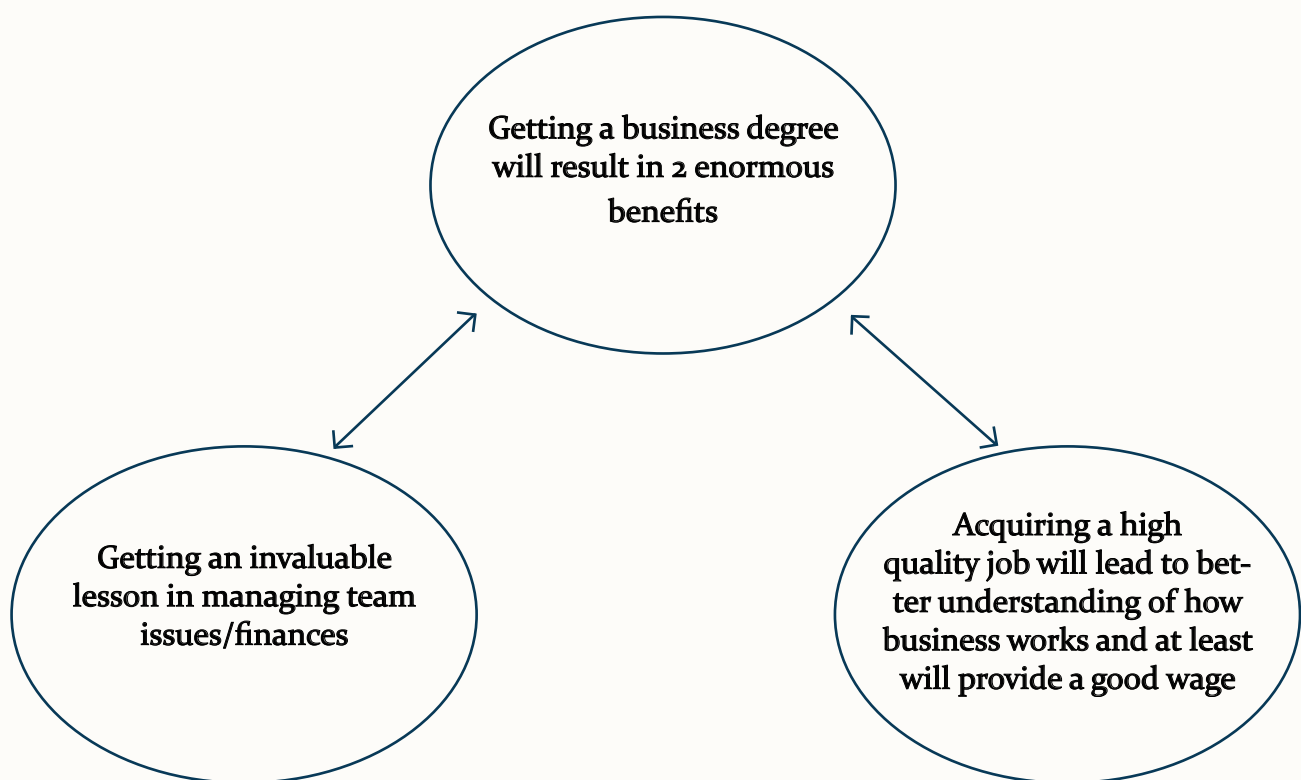 Getting a business degree
will result in 2 enormous
benefits
Getting an invaluable
lesson in managing team
issues/finances
Acquiring a high
quality job will lead to bet-
ter understanding of how
business works and at least
will provide a good wage